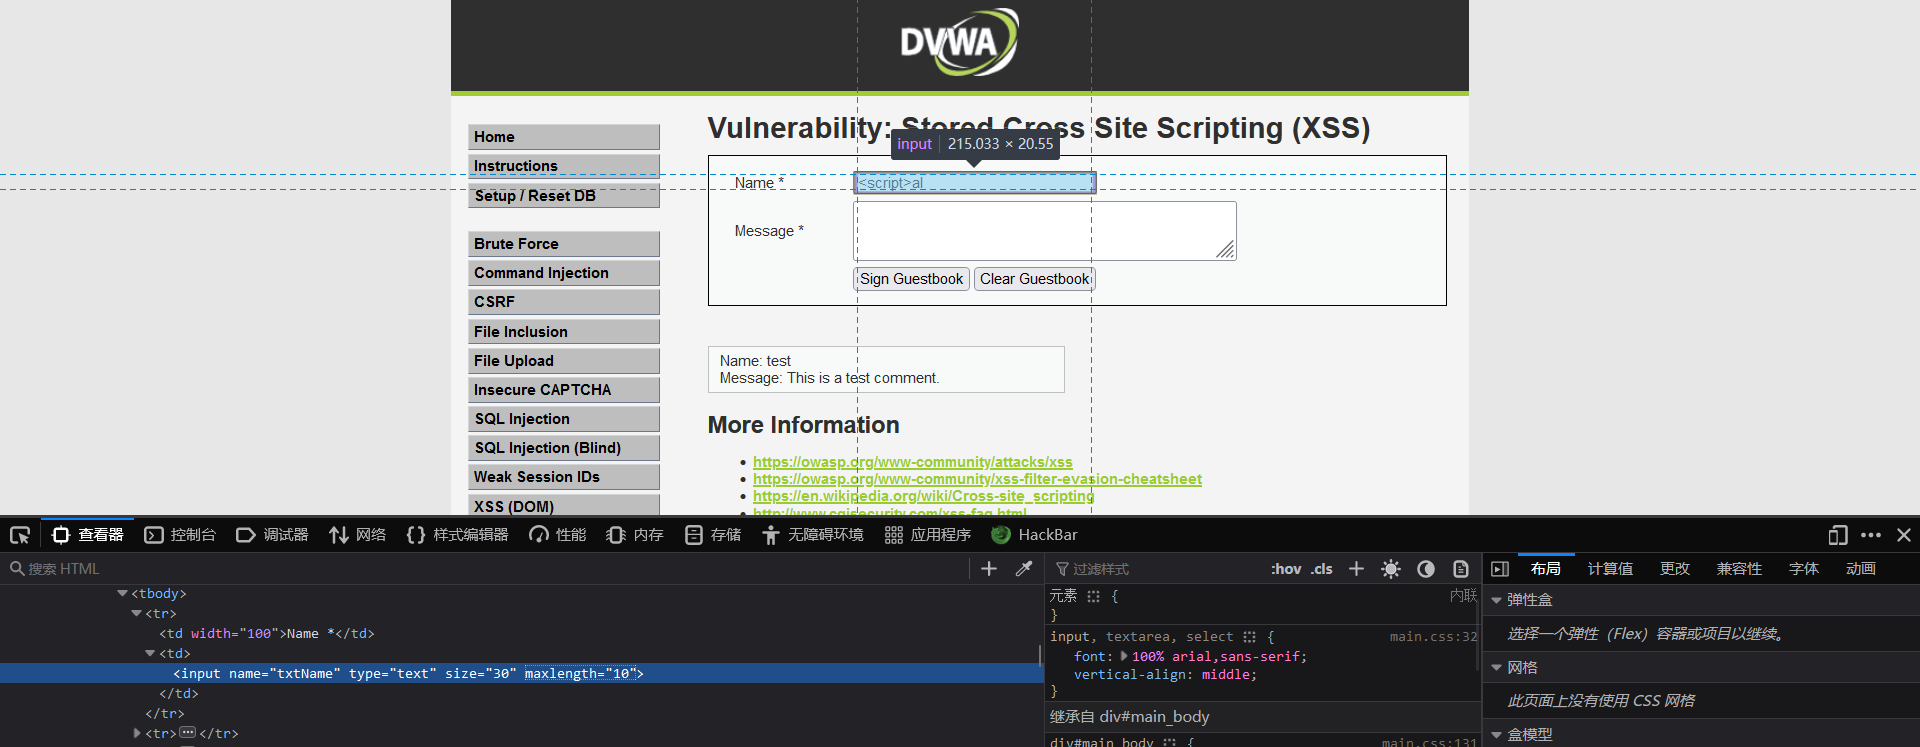 DVWA
Home
Instructions
Setup / Reset DB
Brute Force
Command Injection
CSRF
File Inclusion
File Upload
Insecure CAPTCHA
SQL Injection
SQL Injection (Blind)
Weak Session IDs
XSS (DOM)
Vulnerability: Stored Cross Site Scripting (XSS)
input 215.033 × 20.55
Name * <script>al
Message *
Sign Guestbook Clear Guestbook
Name: test
Message: This is a test comment.
More Information
https://owasp.org/www-community/attacks/xss
https://owasp.org/www-community/xss-filter-evasion-cheatsheet
https://en.wikipedia.org/wiki/Cross-site_scripting
http://www.cgisecurity.com/xss-faq.html
查看器 控制台 调试器 网络 样式编辑器 性能 内存 存储 无障碍环境 应用程序 HackBar
搜索 HTML
<tbody>
<tr>
<td width="100">Name *</td>
<td>
<input name="txtName" type="text" size="30" maxlength="10">
</td>
</tr>
<tr> </tr>
过滤样式 :hov .cls
元素 { 内联
}
input, textarea, select { main.css:32
font: 100% arial,sans-serif;
vertical-align: middle;
}
继承自 div#main_body
div#main_body { main.css:131
布局 计算值 更改 兼容性 字体 动画
弹性盒
选择一个弹性（Flex）容器或项目以继续。
网格
此页面上没有使用 CSS 网格
盒模型